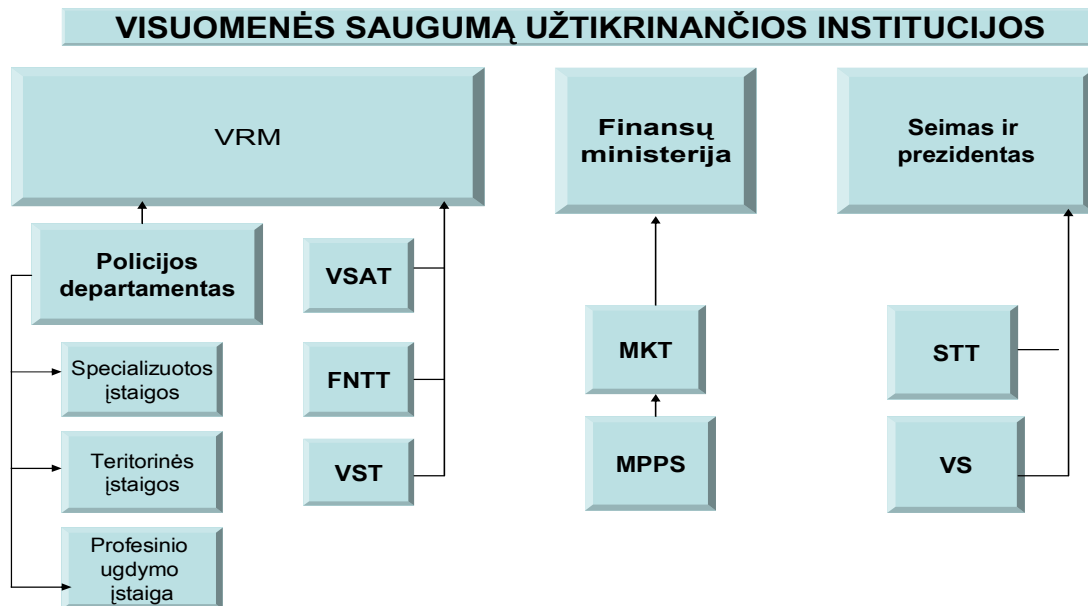 VISUOMENĖS SAUGUMĄ UŽTIKRINANČIOS INSTITUCIJOS
VRM
Finansų
ministerija
Seimas ir
prezidentas
Policijos
departamentas
Specializuotos
įstaigos
Teritorinės
įstaigos
Profesinio
ugdymo
įstaiga
VSAT
FNTT
VST
MKT
MPPS
STT
VS